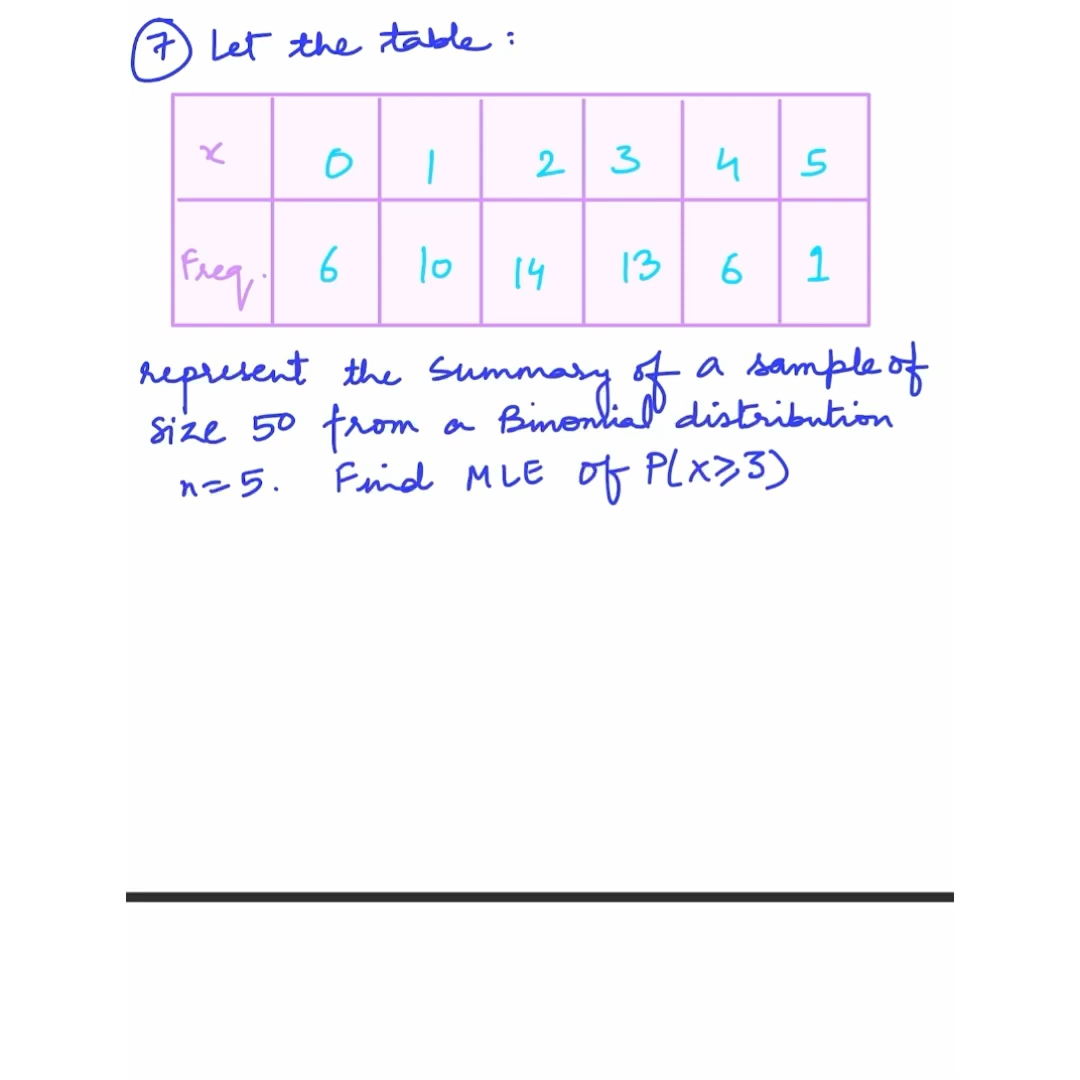 7 Let the table :
x 0 1 2 3 4 5
Freq. 6 10 14 13 6 1
represent the summary of a sample of
size 50 from a Binomial distribution
n=5. Find MLE of P(x⩾3)